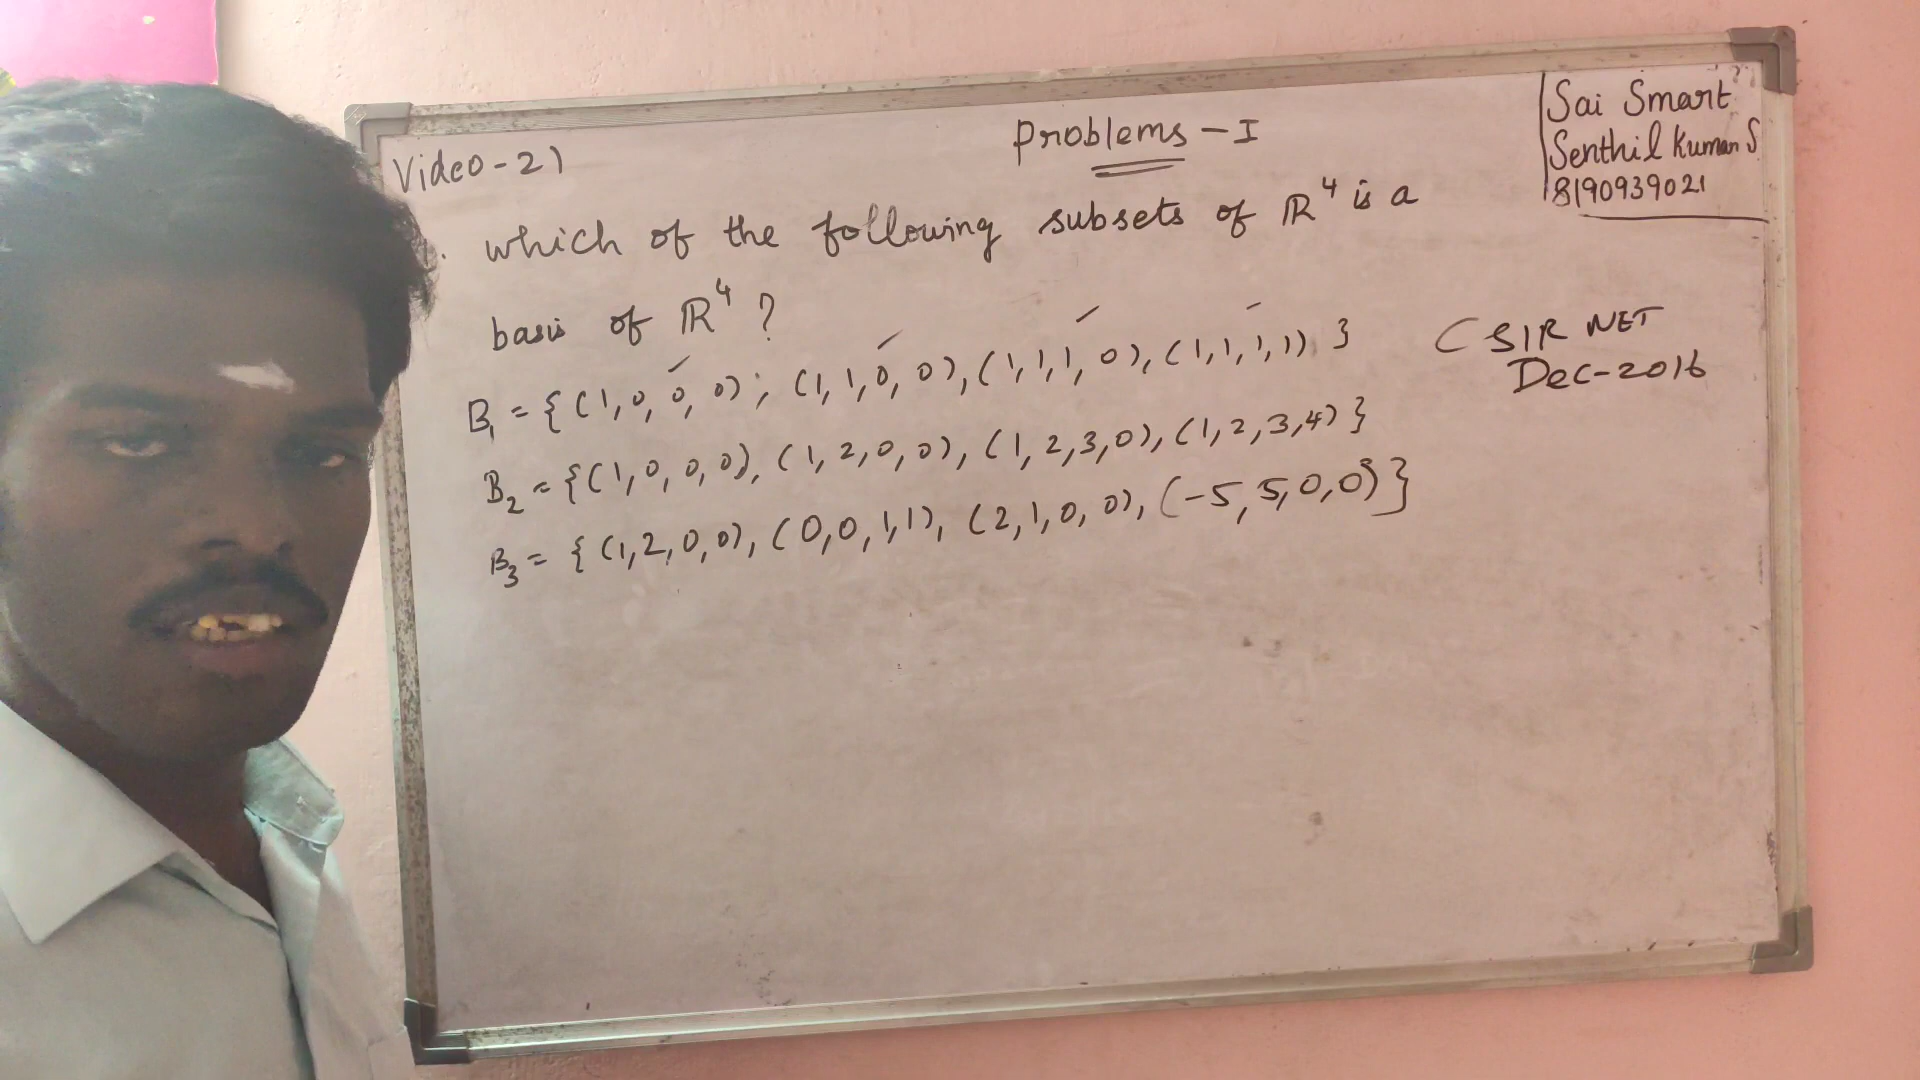 Video-21
Problems-I
Sai Smart
Senthil Kumar S
8190939021
. which of the following subsets of ℝ⁴ is a
basis of ℝ⁴ ?
B₁ = { (1,0,0,0), (1,1,0,0), (1,1,1,0), (1,1,1,1) }
CSIR NET
Dec-2016
B₂ = {(1,0,0,0), (1,2,0,0), (1,2,3,0), (1,2,3,4)}
B₃ = { (1,2,0,0), (0,0,1,1), (2,1,0,0), (-5,5,0,0)}